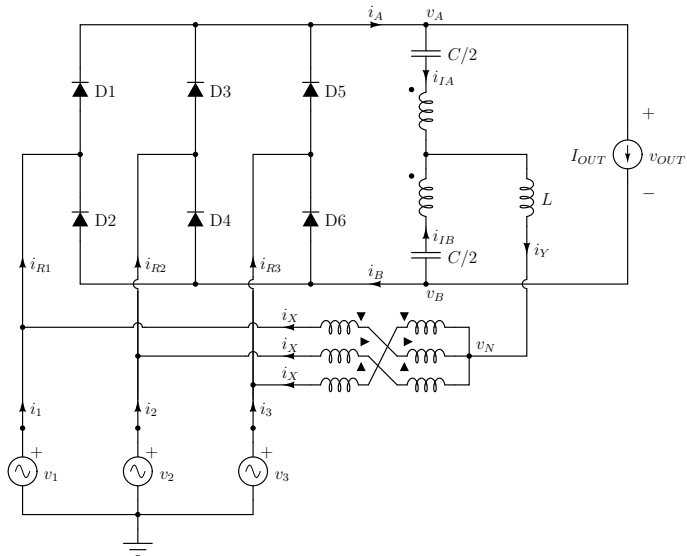 i_A
v_A
C/2
i_IA
D1
D3
D5
+
I_OUT
v_OUT
−
D2
D4
D6
L
i_IB
C/2
i_Y
i_R1
i_R2
i_R3
i_B
v_B
i_X
i_X
i_X
v_N
i_1
i_2
i_3
+
+
+
v_1
v_2
v_3